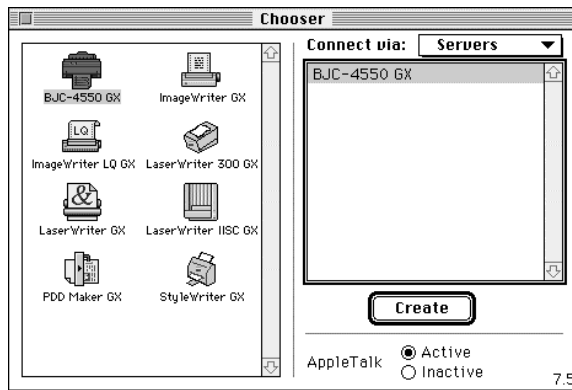 Chooser
BJC-4550 GX
ImageWriter GX
LQ
ImageWriter LQ GX
LaserWriter 300 GX
&
LaserWriter GX
LaserWriter IISC GX
PDD Maker GX
StyleWriter GX
Connect via: Servers
BJC-4550 GX
Create
AppleTalk
Active
Inactive
7.5